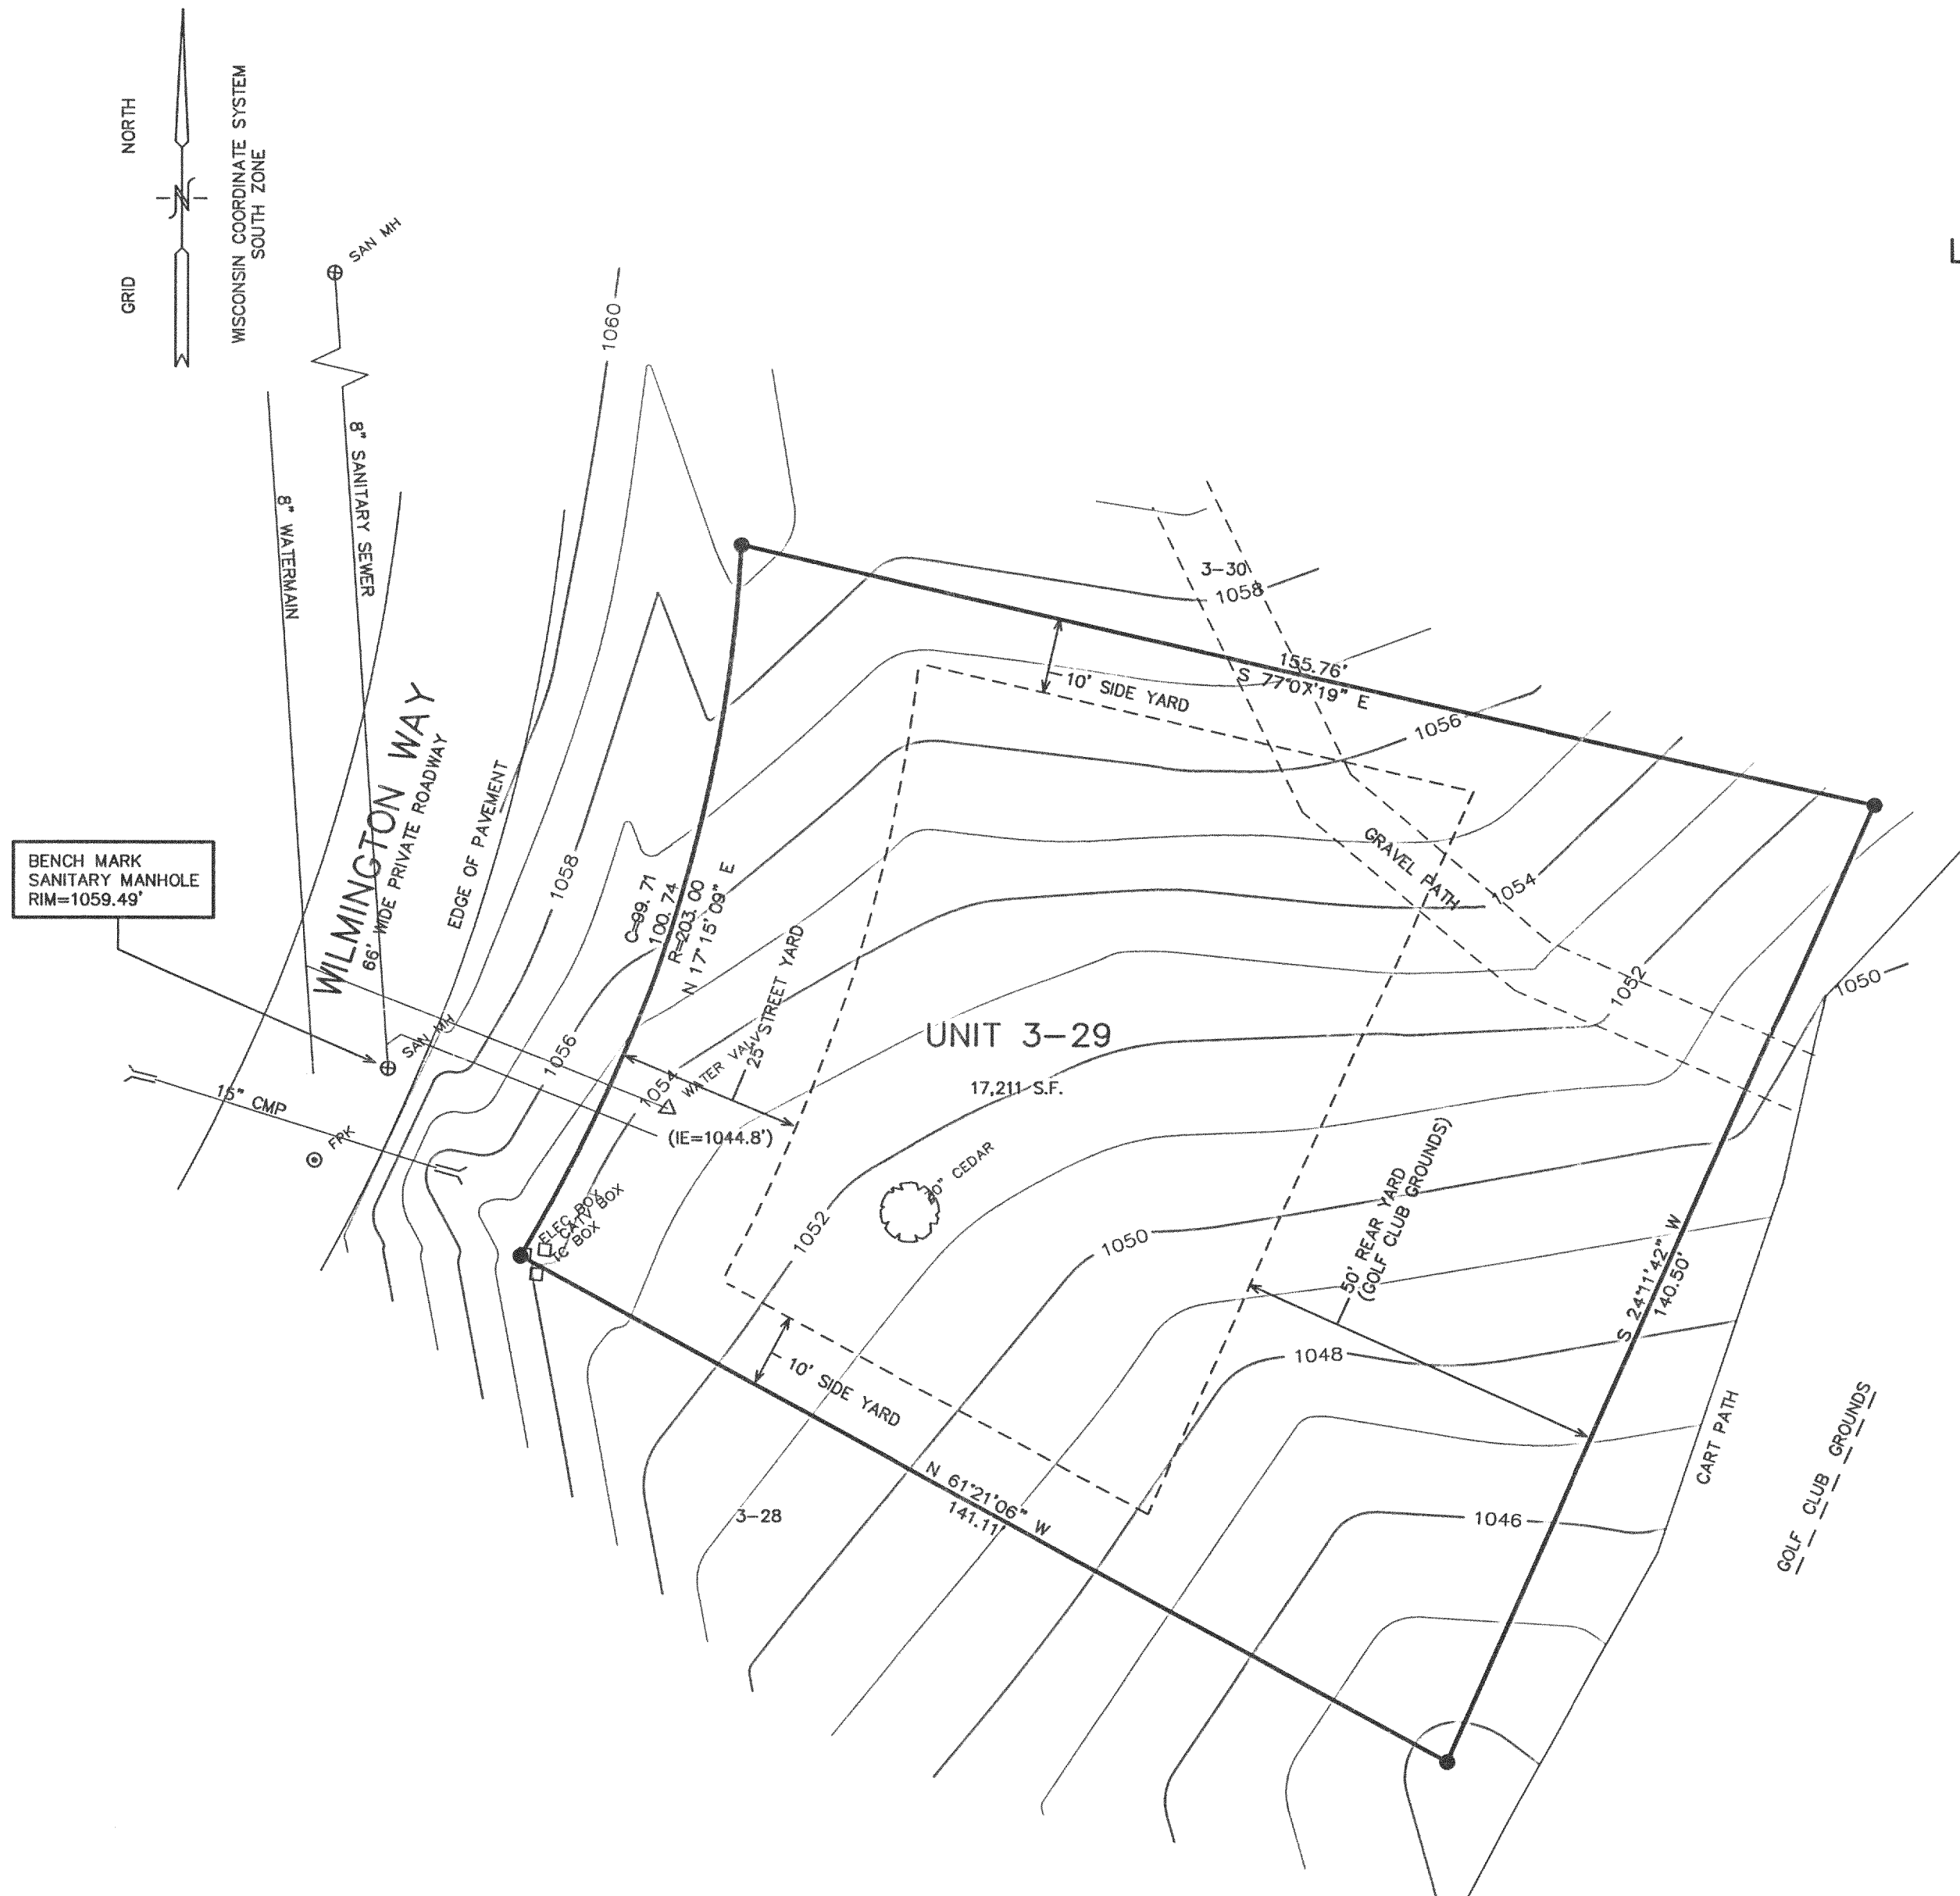 NORTH
GRID
N
WISCONSIN COORDINATE SYSTEM
SOUTH ZONE
SAN MH
L
1060
8" SANITARY SEWER
8" WATERMAIN
3-30
1058
155.76'
S 77°07'19" E
10' SIDE YARD
1056
WILMINGTON WAY
66' WIDE PRIVATE ROADWAY
EDGE OF PAVEMENT
BENCH MARK
SANITARY MANHOLE
RIM=1059.49'
1058
C=99.71
100.74
R=203.00
N 17°15'09" E
GRAVEL PATH
1054
1052
1050
SAN MH
1056
1054
WATER VALV
25' STREET YARD
UNIT 3-29
17,211 S.F.
15" CMP
FRK
(IE=1044.8')
20" CEDAR
ELEC BOX
CATV BOX
TC BOX
1052
1050
50' REAR YARD
(GOLF CLUB GROUNDS)
S 24°11'42" W
140.50'
1048
10' SIDE YARD
CART PATH
GOLF CLUB GROUNDS
N 61°21'06" W
141.11'
3-28
1046